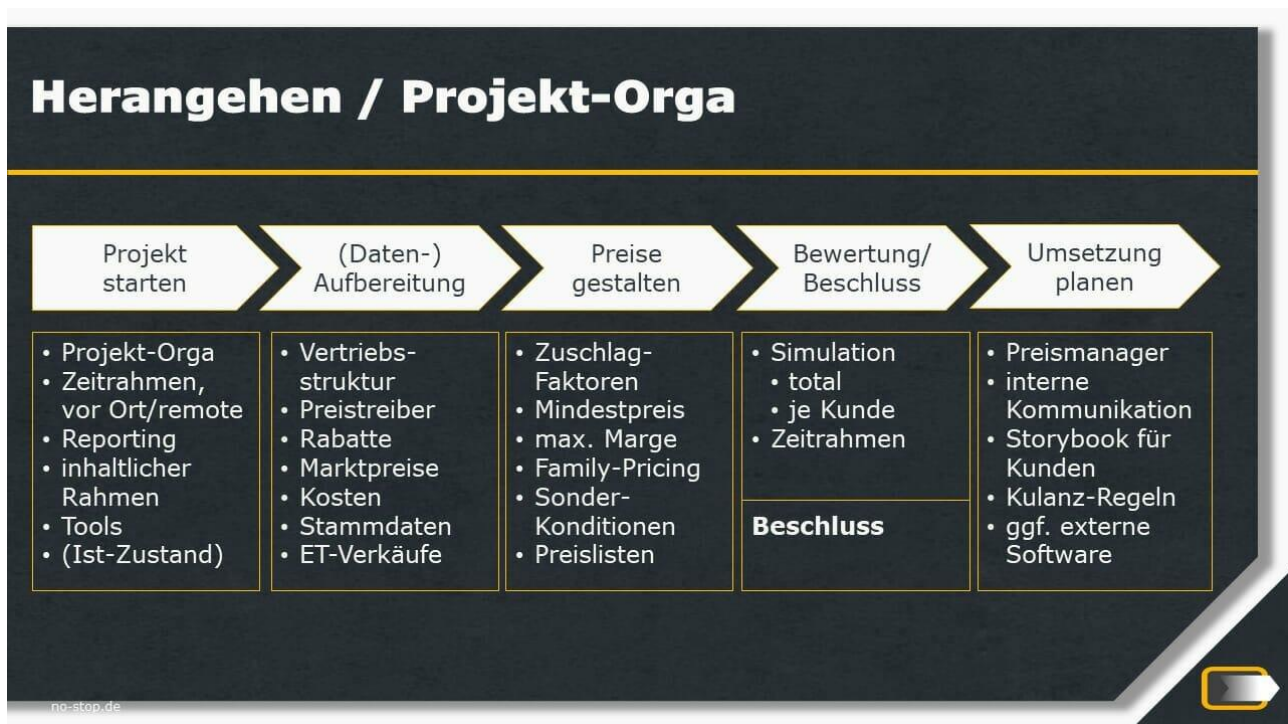 Herangehen / Projekt-Orga
Projekt
starten
(Daten-)
Aufbereitung
Preise
gestalten
Bewertung/
Beschluss
Umsetzung
planen
• Projekt-Orga
• Zeitrahmen,
vor Ort/remote
• Reporting
• inhaltlicher
Rahmen
• Tools
• (Ist-Zustand)
• Vertriebs-
struktur
• Preistreiber
• Rabatte
• Marktpreise
• Kosten
• Stammdaten
• ET-Verkäufe
• Zuschlag-
Faktoren
• Mindestpreis
• max. Marge
• Family-Pricing
• Sonder-
Konditionen
• Preislisten
• Simulation
• total
• je Kunde
• Zeitrahmen
Beschluss
• Preismanager
• interne
Kommunikation
• Storybook für
Kunden
• Kulanz-Regeln
• ggf. externe
Software
no-stop.de